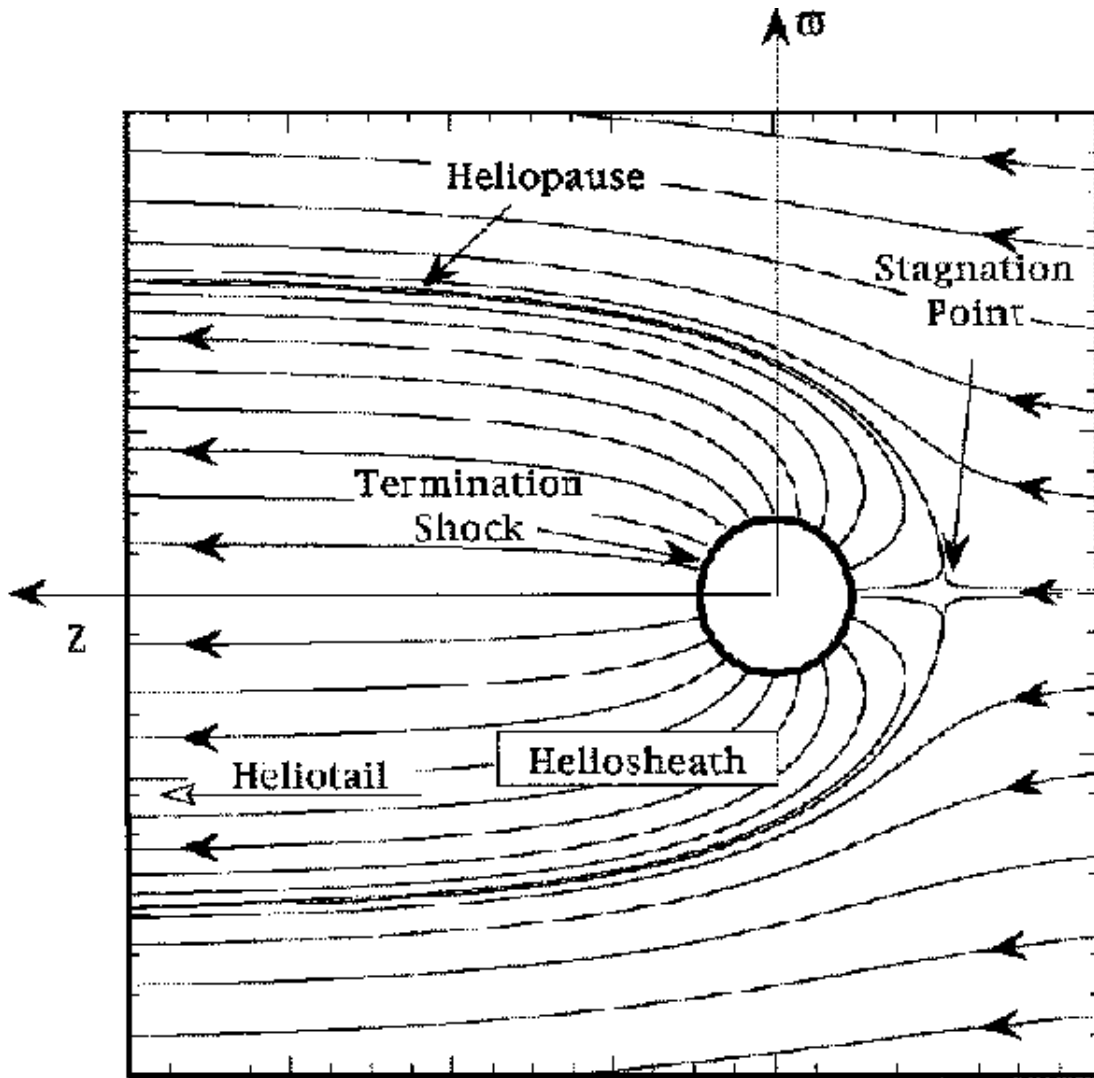 ϖ
Heliopause
Stagnation
Point
Termination
Shock
Z
Heliosheath
Heliotail